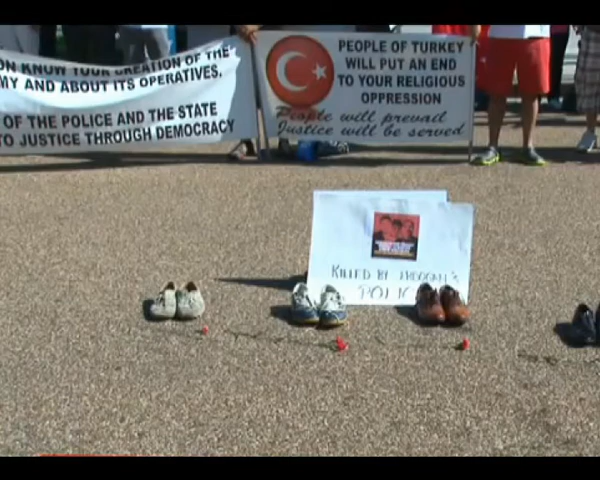 ON KNOW YOUR CREATION OF THE
MY AND ABOUT ITS OPERATIVES.
OF THE POLICE AND THE STATE
TO JUSTICE THROUGH DEMOCRACY
PEOPLE OF TURKEY
WILL PUT AN END
TO YOUR RELIGIOUS
OPPRESSION
People will prevail
Justice will be served
KILLED BY
POLI